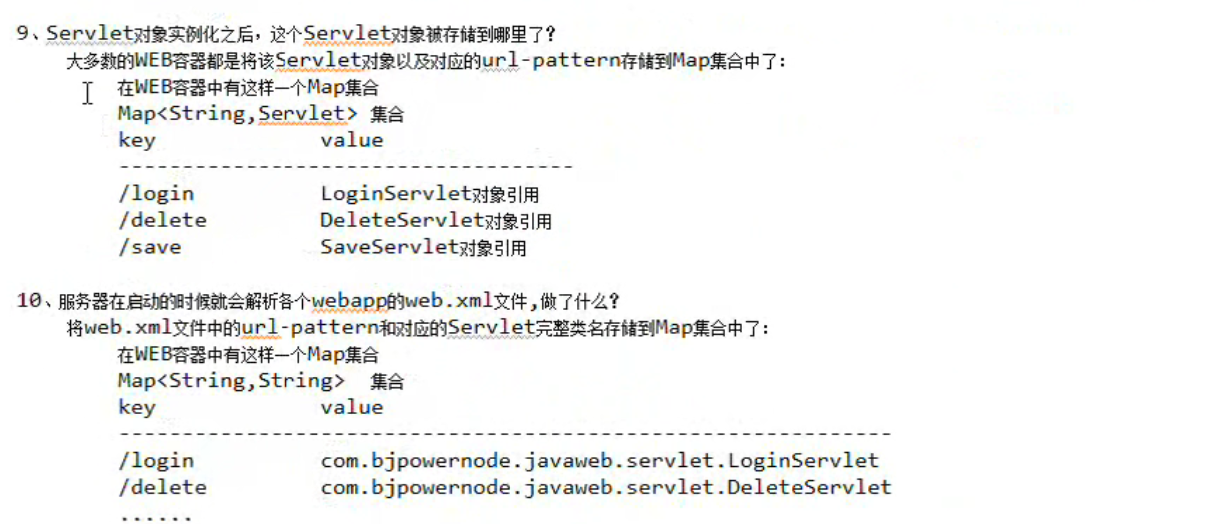 9、Servlet对象实例化之后，这个Servlet对象被存储到哪里了？
大多数的WEB容器都是将该Servlet对象以及对应的url-pattern存储到Map集合中了：
在WEB容器中有这样一个Map集合
Map<String,Servlet> 集合
key value
------------------------------------
/login LoginServlet对象引用
/delete DeleteServlet对象引用
/save SaveServlet对象引用
10、服务器在启动的时候就会解析各个webapp的web.xml文件,做了什么？
将web.xml文件中的url-pattern和对应的Servlet完整类名存储到Map集合中了：
在WEB容器中有这样一个Map集合
Map<String,String> 集合
key value
-------------------------------------------------------------
/login com.bjpowernode.javaweb.servlet.LoginServlet
/delete com.bjpowernode.javaweb.servlet.DeleteServlet
......